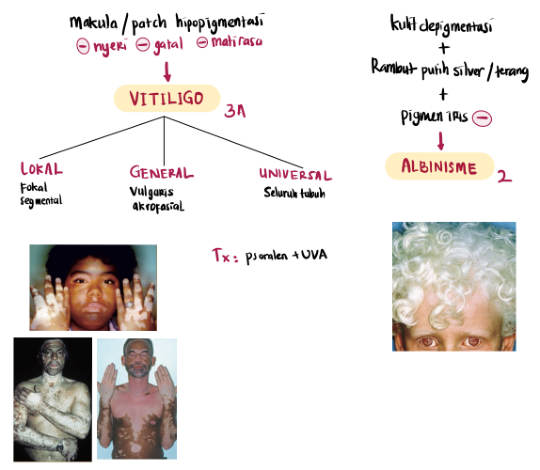 Makula/patch hipopigmentasi
⊖ nyeri ⊖ gatal ⊖ matirasa
VITILIGO
3A
LOKAL
Fokal
Segmental
GENERAL
Vulgaris
akrofasial
UNIVERSAL
Seluruh tubuh
Tx: psoralen + UVA
kulit depigmentasi
+
Rambut putih silver/terang
+
pigmen iris ⊖
ALBINISME
2